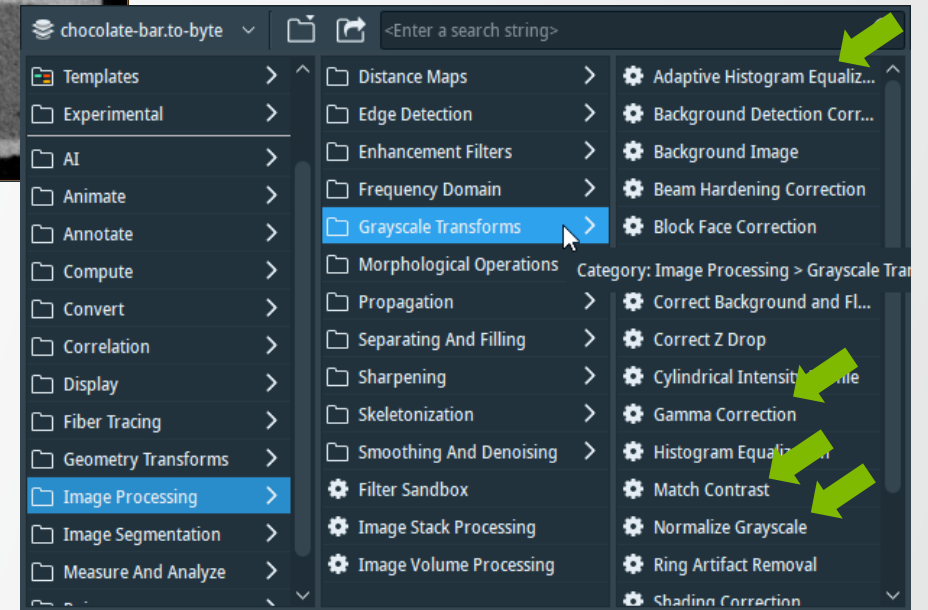 chocolate-bar.to-byte
<Enter a search string>
Templates
Experimental
AI
Animate
Annotate
Compute
Convert
Correlation
Display
Fiber Tracing
Geometry Transforms
Image Processing
Image Segmentation
Measure And Analyze
Distance Maps
Edge Detection
Enhancement Filters
Frequency Domain
Grayscale Transforms
Morphological Operations
Propagation
Separating And Filling
Sharpening
Skeletonization
Smoothing And Denoising
Filter Sandbox
Image Stack Processing
Image Volume Processing
Adaptive Histogram Equaliz...
Background Detection Corr...
Background Image
Beam Hardening Correction
Block Face Correction
Category: Image Processing > Grayscale Tra
Correct Background and Fl...
Correct Z Drop
Cylindrical
Gamma Correction
Histogram
Match Contrast
Normalize Grayscale
Ring Artifact Removal
Shading Correction